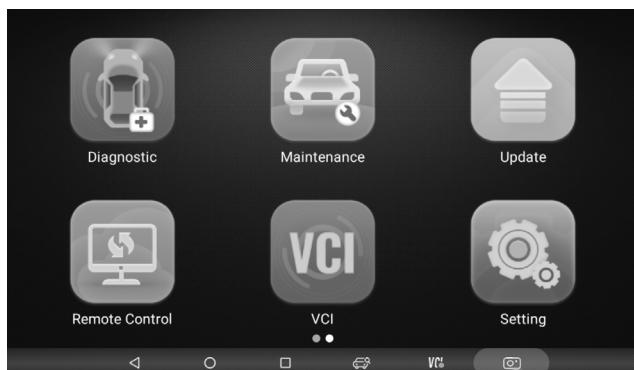 Diagnostic
Maintenance
Update
VCI
Remote Control
VCI
Setting
VCI